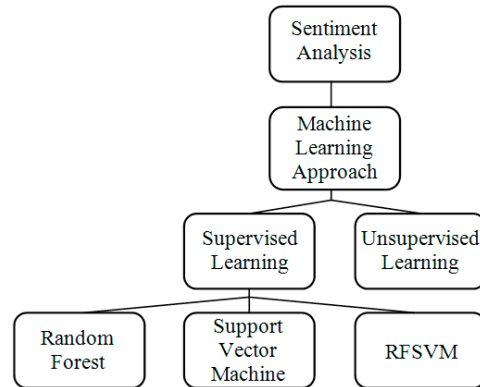 Sentiment
Analysis
Machine
Learning
Approach
Supervised
Learning
Unsupervised
Learning
Random
Forest
Support
Vector
Machine
RFSVM